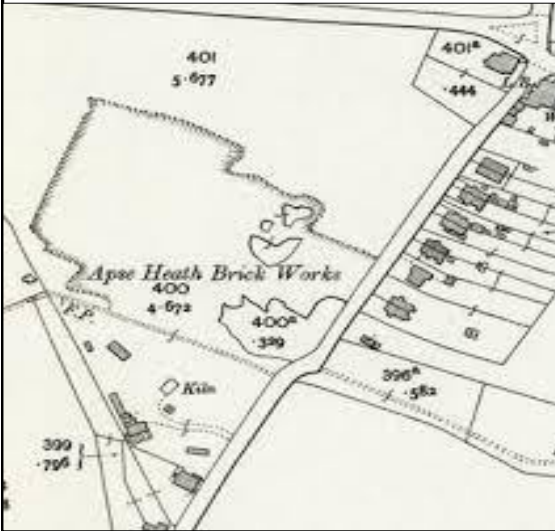 401
5·677
401ª
·444
L.B.
Apse Heath Brick Works
400
4·672
400ª
·329
F.P.
Kiln
396ª
·582
399
·796